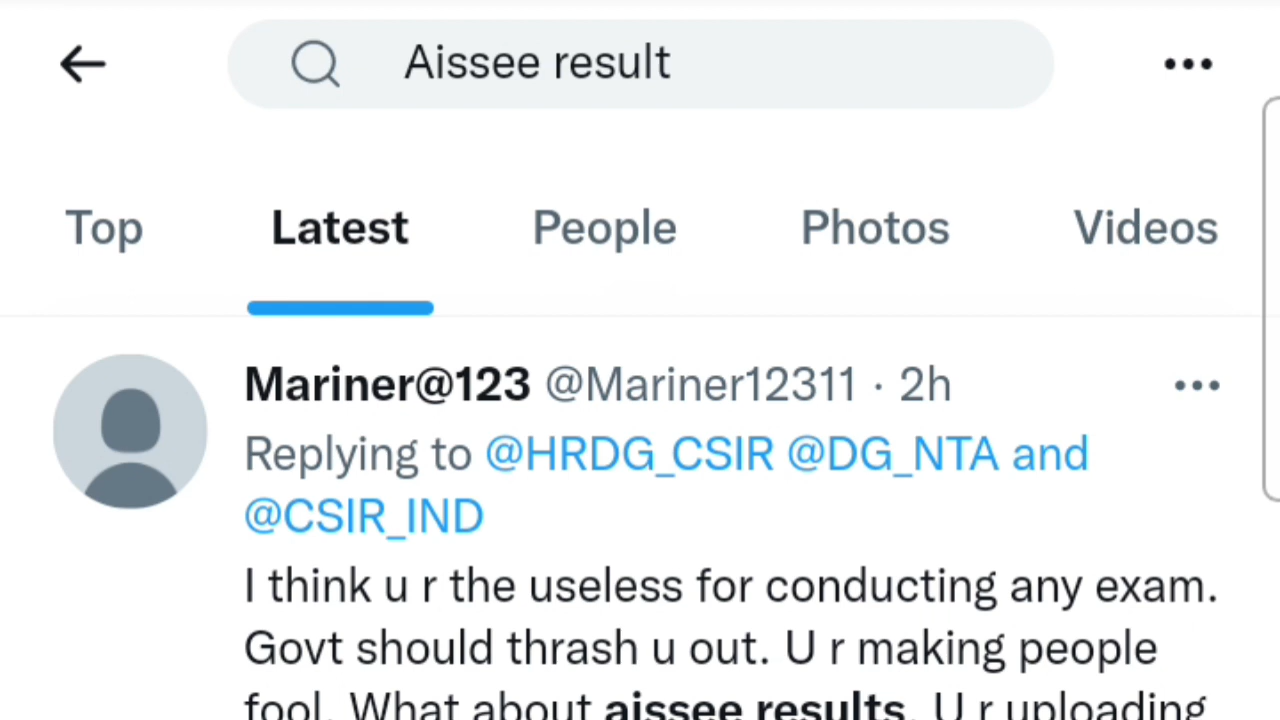 Aissee result
Top Latest People Photos Videos
Mariner@123 @Mariner12311 · 2h
Replying to @HRDG_CSIR @DG_NTA and
@CSIR_IND
I think u r the useless for conducting any exam.
Govt should thrash u out. U r making people
fool. What about aissee results. U r uploading